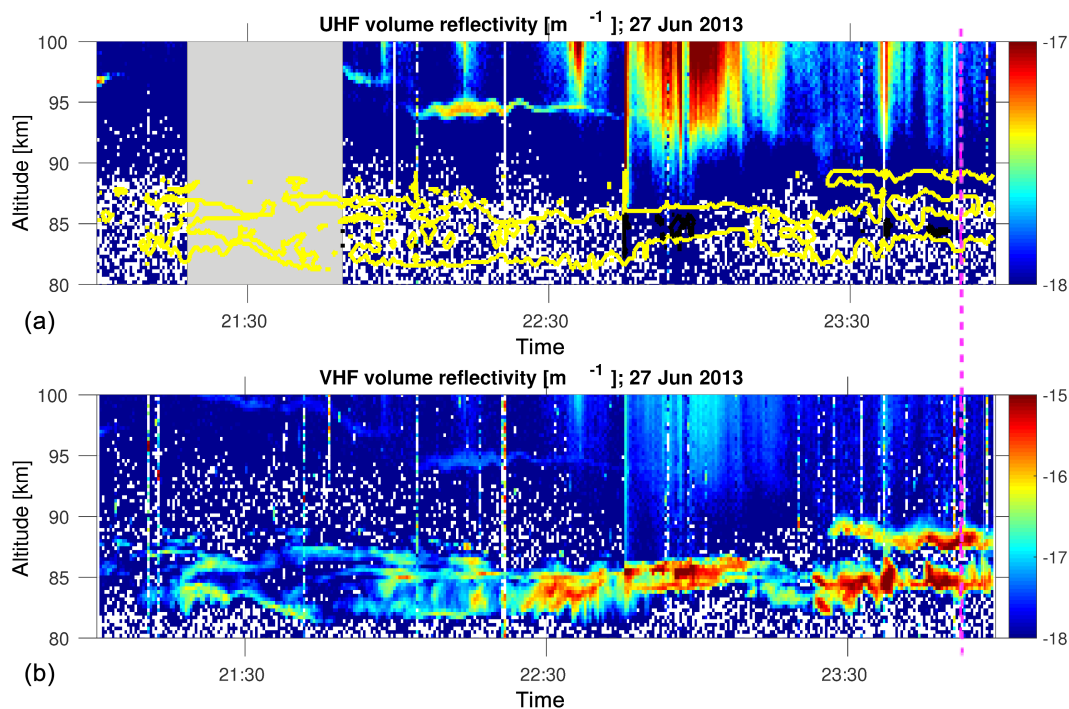 UHF volume reflectivity [m -1 ]; 27 Jun 2013
100
95
90
85
80
Altitude [km]
-17
-18
21:30
22:30
23:30
Time
(a)
VHF volume reflectivity [m -1 ]; 27 Jun 2013
100
95
90
85
80
Altitude [km]
-15
-16
-17
-18
21:30
22:30
23:30
Time
(b)